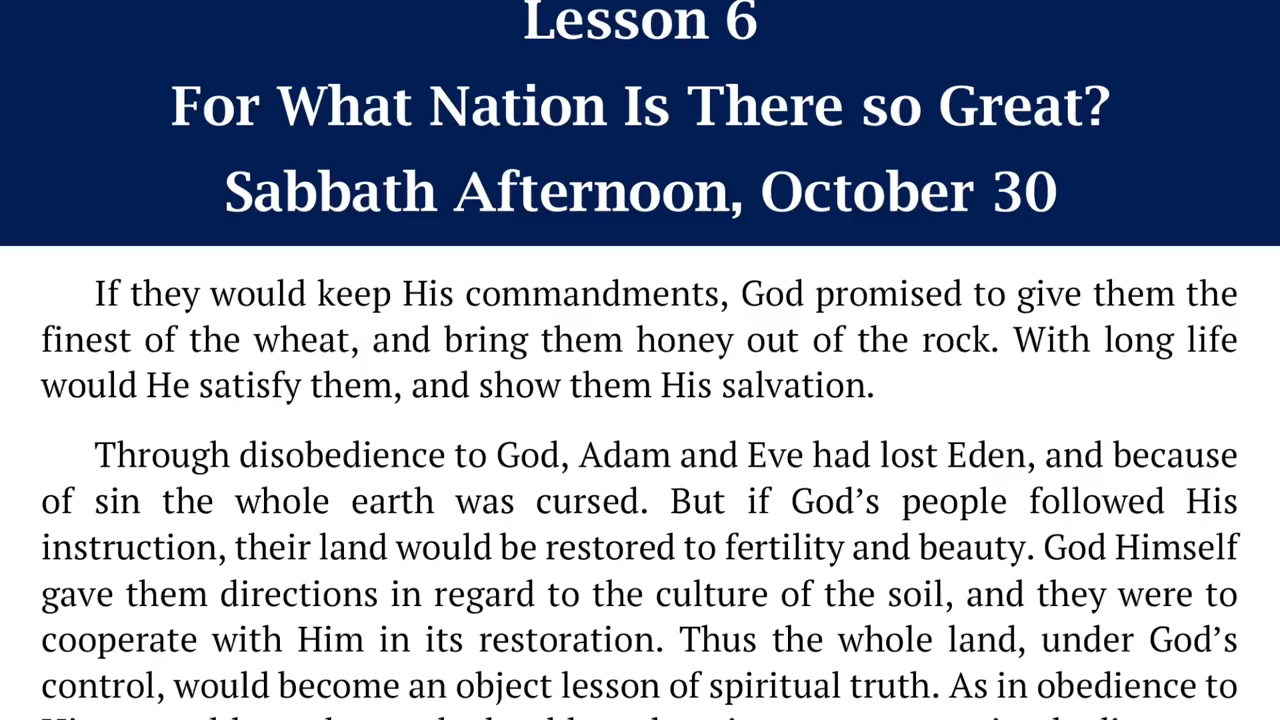 Lesson 6
For What Nation Is There so Great?
Sabbath Afternoon, October 30
If they would keep His commandments, God promised to give them the
finest of the wheat, and bring them honey out of the rock. With long life
would He satisfy them, and show them His salvation.
Through disobedience to God, Adam and Eve had lost Eden, and because
of sin the whole earth was cursed. But if God’s people followed His
instruction, their land would be restored to fertility and beauty. God Himself
gave them directions in regard to the culture of the soil, and they were to
cooperate with Him in its restoration. Thus the whole land, under God’s
control, would become an object lesson of spiritual truth. As in obedience to